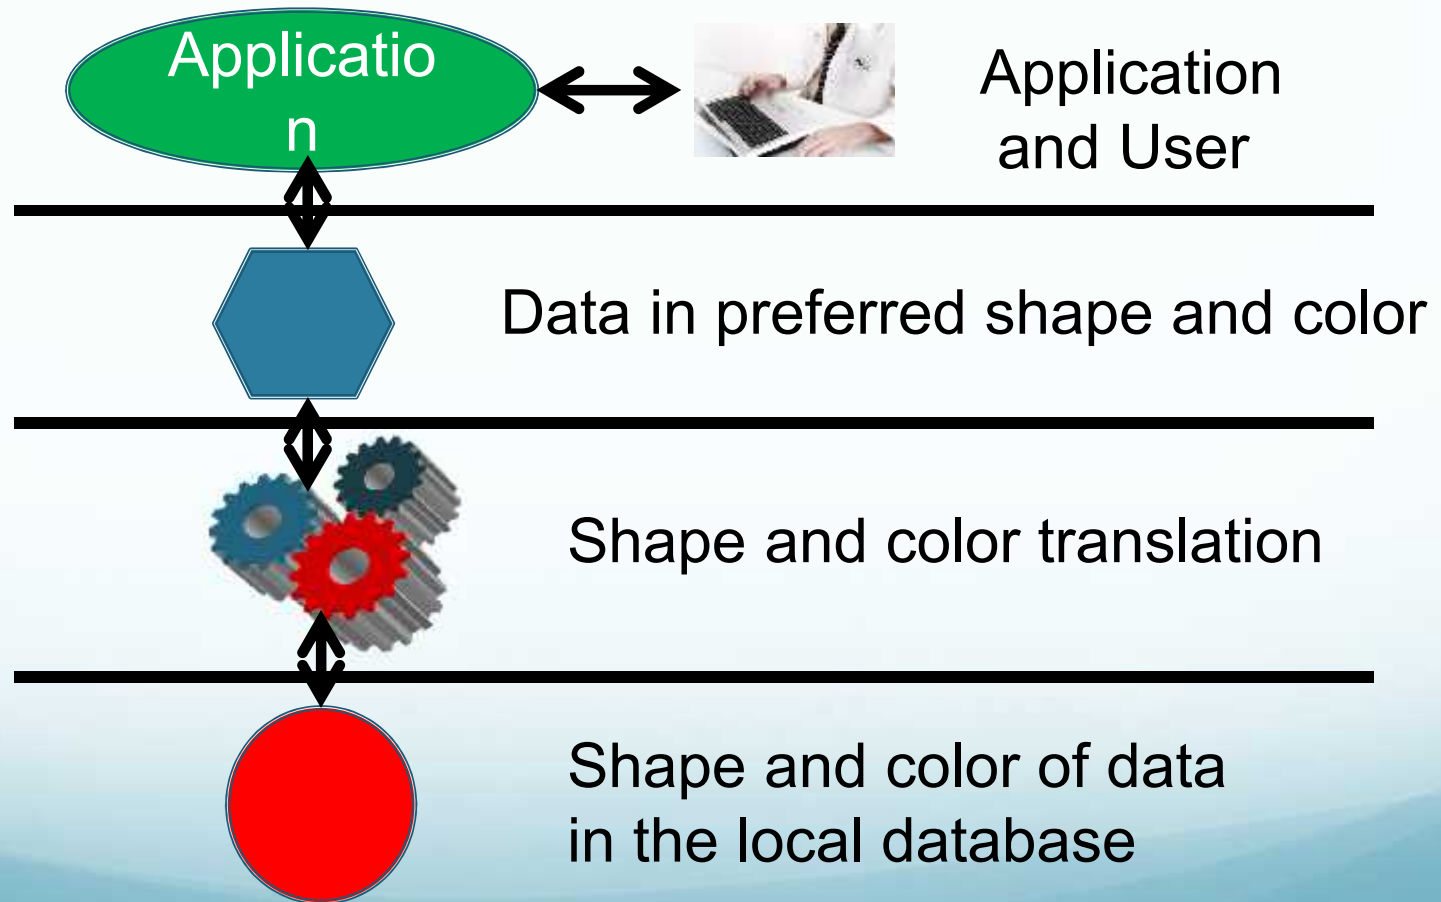 Applicatio
n
Application
and User
Data in preferred shape and color
Shape and color translation
Shape and color of data
in the local database